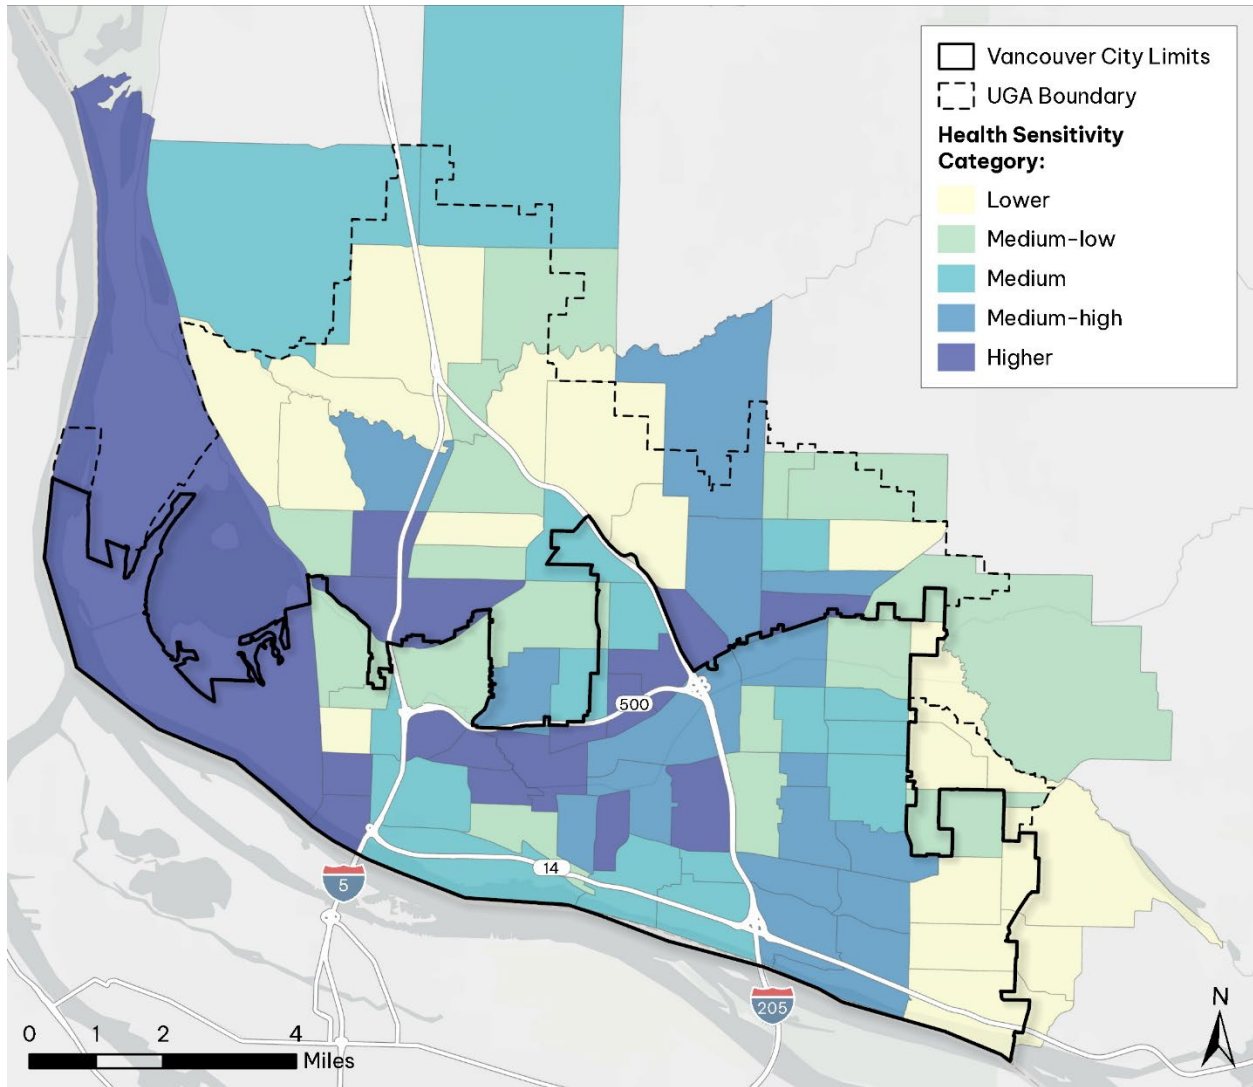 Vancouver City Limits
UGA Boundary
Health Sensitivity
Category:
Lower
Medium-low
Medium
Medium-high
Higher
500
14
5
205
N
0 1 2 4
Miles